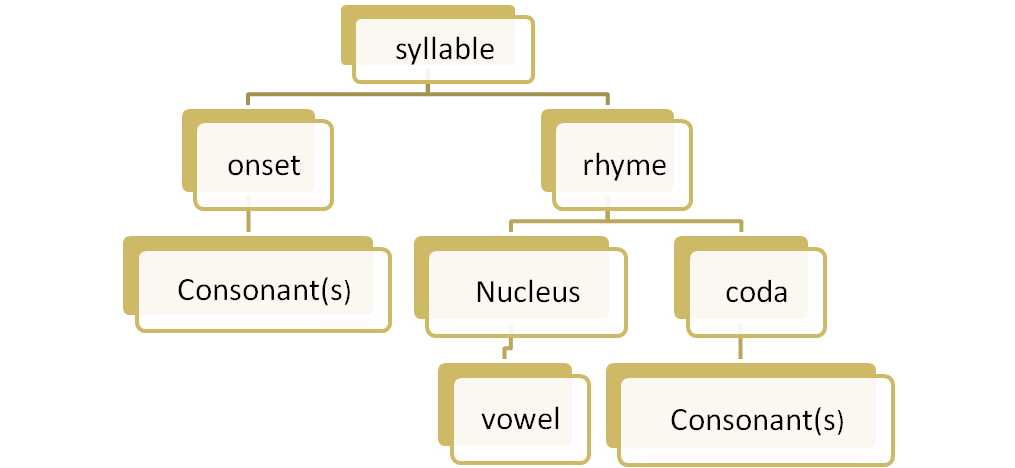 syllable
onset
rhyme
Consonant(s)
Nucleus
coda
vowel
Consonant(s)